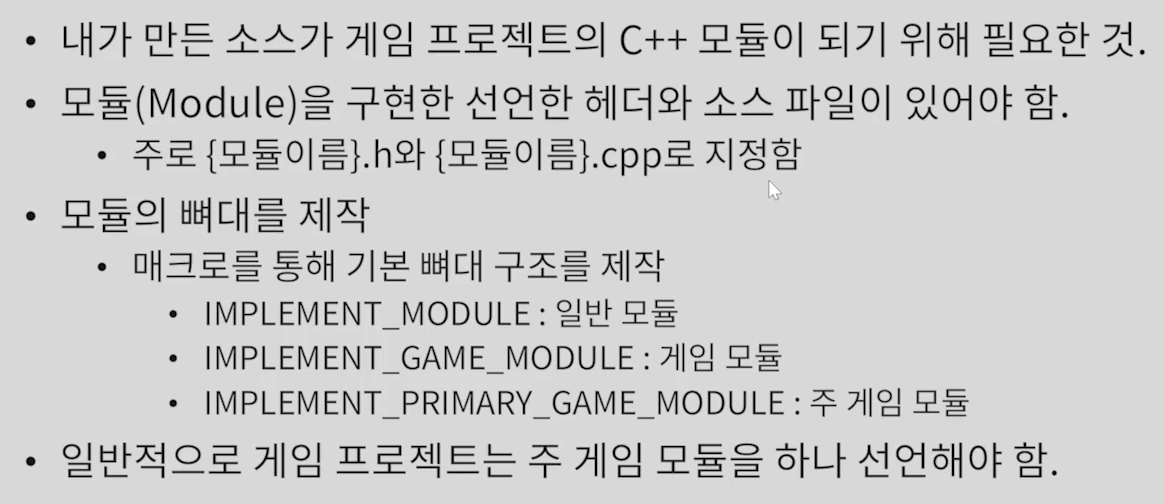 • 내가 만든 소스가 게임 프로젝트의 C++ 모듈이 되기 위해 필요한 것.
• 모듈(Module)을 구현한 선언한 헤더와 소스 파일이 있어야 함.
• 주로 {모듈이름}.h와 {모듈이름}.cpp로 지정함
• 모듈의 뼈대를 제작
• 매크로를 통해 기본 뼈대 구조를 제작
• IMPLEMENT_MODULE : 일반 모듈
• IMPLEMENT_GAME_MODULE : 게임 모듈
• IMPLEMENT_PRIMARY_GAME_MODULE : 주 게임 모듈
• 일반적으로 게임 프로젝트는 주 게임 모듈을 하나 선언해야 함.